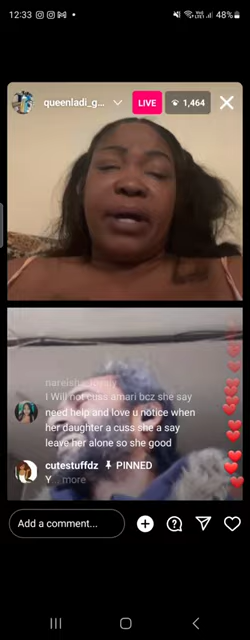 12:33
48%
queenladi_g...
LIVE
1,464
I Will not cuss amari bcz she say
need help and love u notice when
her daughter a cuss she a say
leave her alone so she good
cutestuffdz PINNED
Y... more
Add a comment...